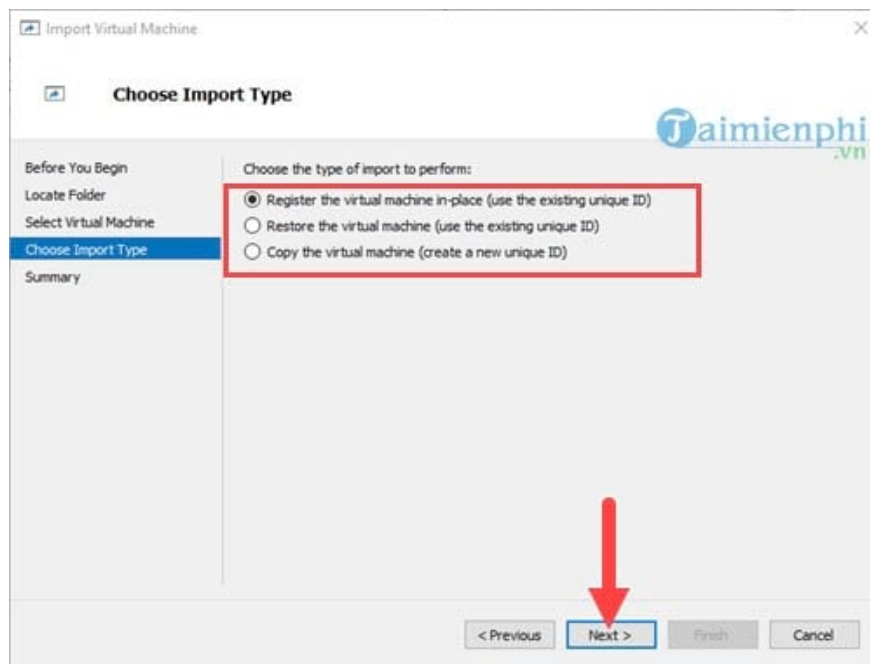 Import Virtual Machine
Choose Import Type
Taimienphi
.vn
Before You Begin
Locate Folder
Select Virtual Machine
Choose Import Type
Summary
Choose the type of import to perform:
Register the virtual machine in-place (use the existing unique ID)
Restore the virtual machine (use the existing unique ID)
Copy the virtual machine (create a new unique ID)
< Previous
Next >
Finish
Cancel